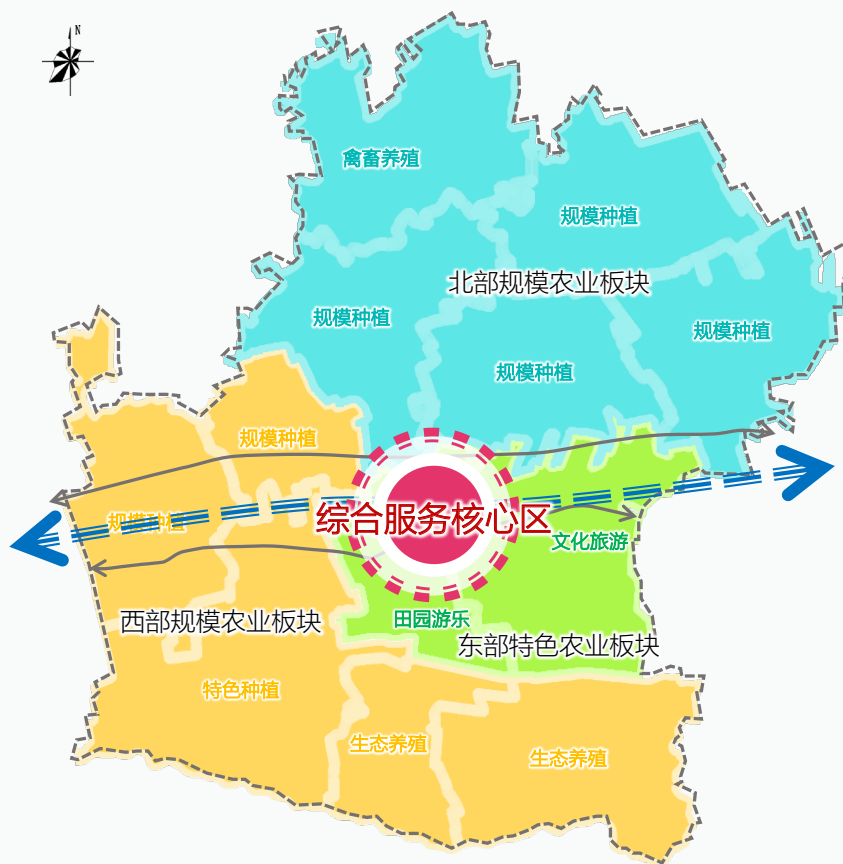 N
禽畜养殖
规模种植
北部规模农业板块
规模种植
规模种植
规模种植
规模种植
规模种植
综合服务核心区
文化旅游
田园游乐
西部规模农业板块
东部特色农业板块
特色种植
生态养殖
生态养殖